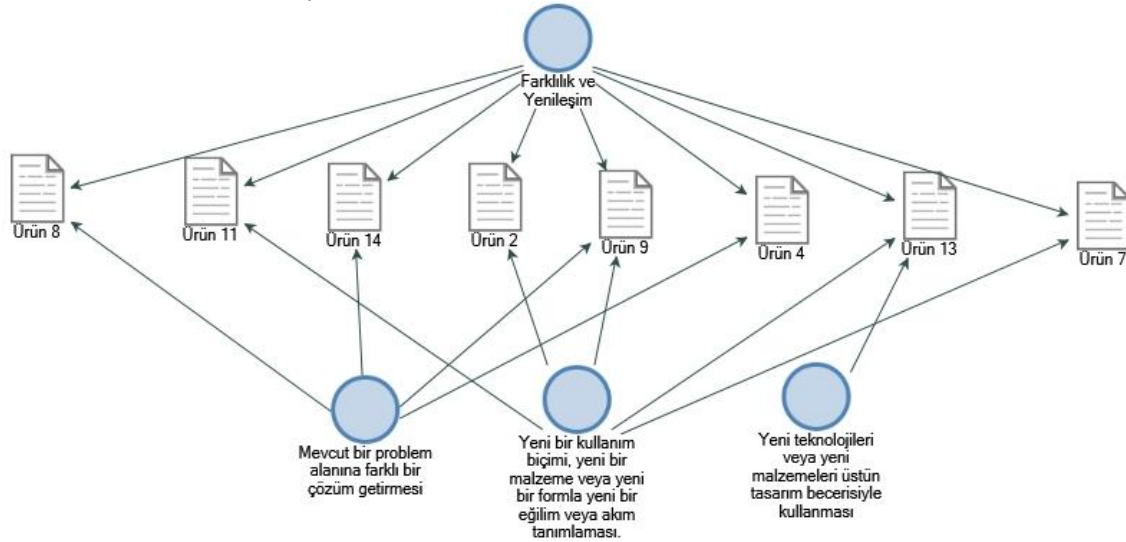 Farklılık ve
Yenileşim
Ürün 8
Ürün 11
Ürün 14
Ürün 2
Ürün 9
Ürün 4
Ürün 13
Ürün 7
Mevcut bir problem
alanına farklı bir
çözüm getirmesi
Yeni bir kullanım
biçimi, yeni bir
malzeme veya yeni
bir formla yeni bir
eğilim veya akım
tanımlaması.
Yeni teknolojileri
veya yeni
malzemeleri üstün
tasarım becerisiyle
kullanması